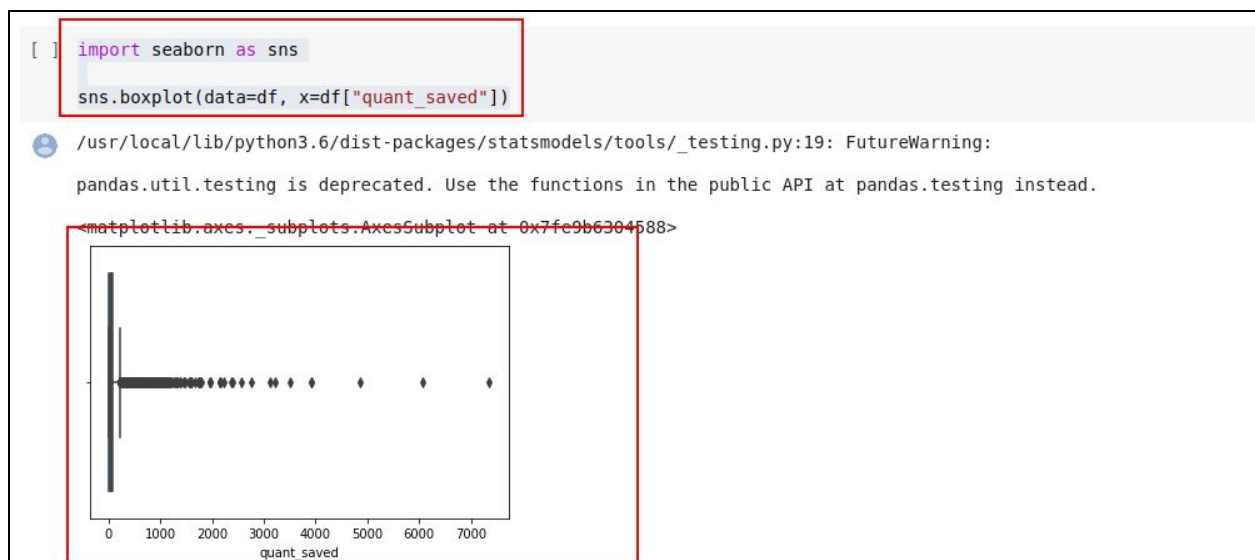 [ ] import seaborn as sns
sns.boxplot(data=df, x=df["quant_saved"])
/usr/local/lib/python3.6/dist-packages/statsmodels/tools/_testing.py:19: FutureWarning:
pandas.util.testing is deprecated. Use the functions in the public API at pandas.testing instead.
<matplotlib.axes._subplots.AxesSubplot at 0x7fe9b6304588>
0 1000 2000 3000 4000 5000 6000 7000
quant_saved